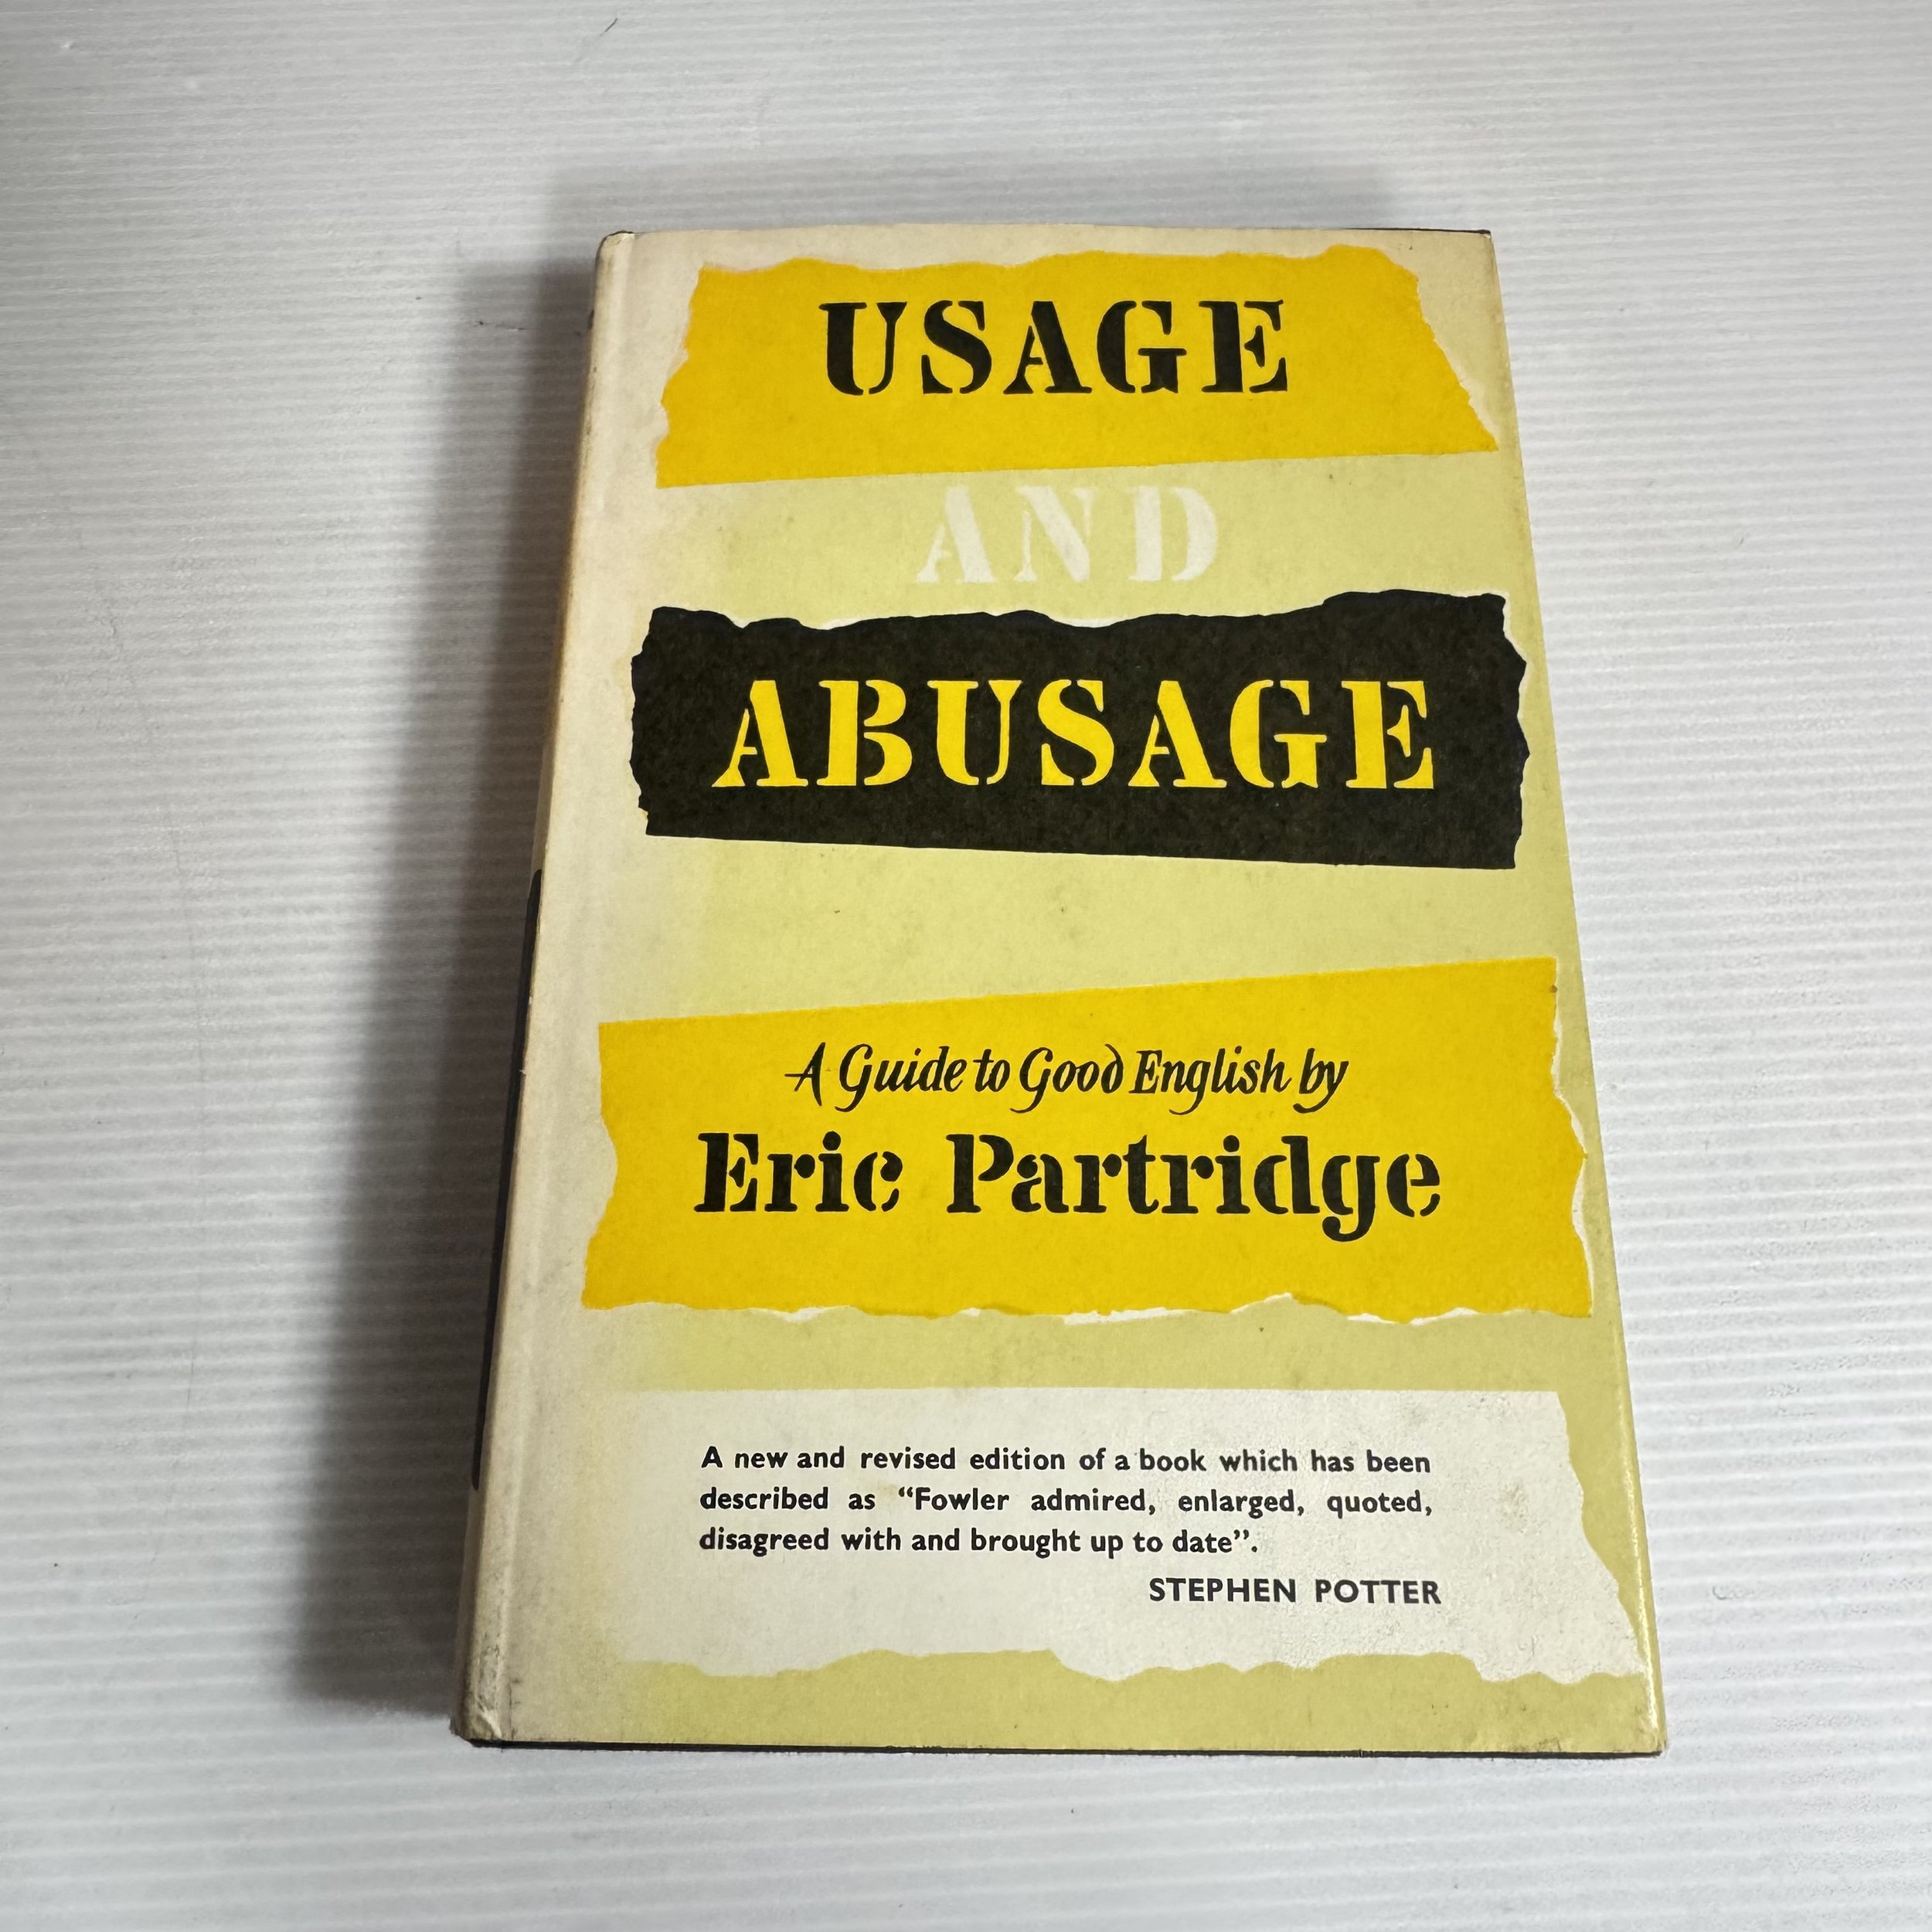 USAGE
AND
ABUSAGE
A Guide to Good English by
Eric Partridge
A new and revised edition of a book which has been
described as “Fowler admired, enlarged, quoted,
disagreed with and brought up to date”.
STEPHEN POTTER